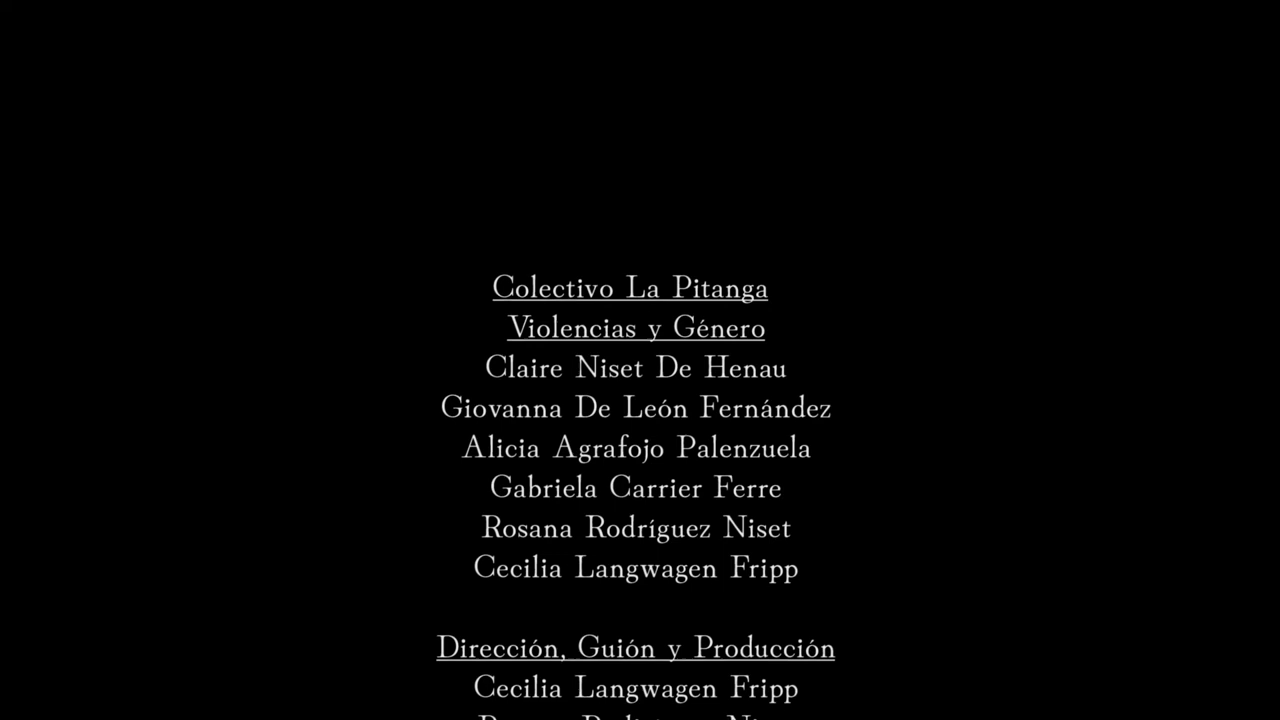 Colectivo La Pitanga
Violencias y Género
Claire Niset De Henau
Giovanna De León Fernández
Alicia Agrafojo Palenzuela
Gabriela Carrier Ferre
Rosana Rodríguez Niset
Cecilia Langwagen Fripp
Dirección, Guión y Producción
Cecilia Langwagen Fripp